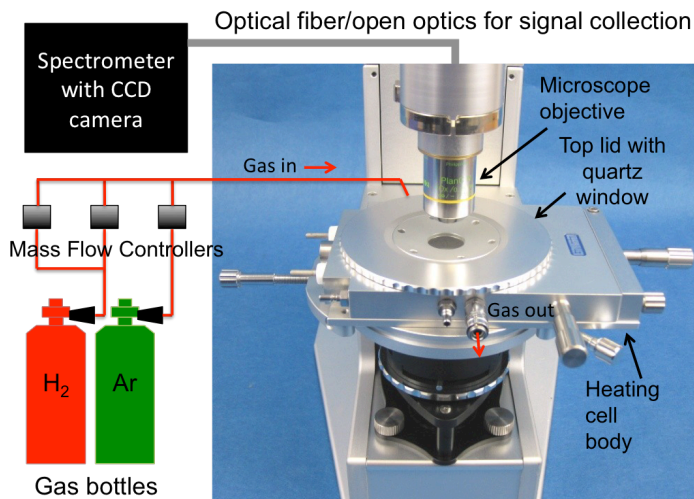 Optical fiber/open optics for signal collection
Spectrometer
with CCD
camera
Microscope
objective
Top lid with
quartz
window
Gas in
Plan
Mass Flow Controllers
Gas out
H₂
Ar
Heating
cell
body
Gas bottles